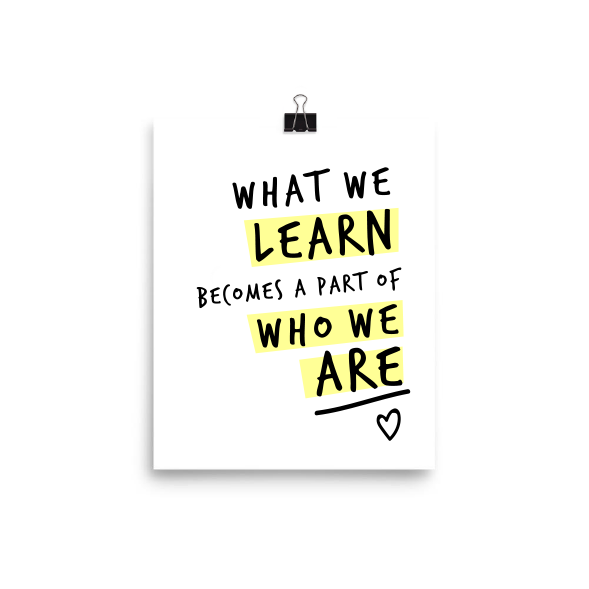 WHAT WE
LEARN
BECOMES A PART OF
WHO WE
ARE